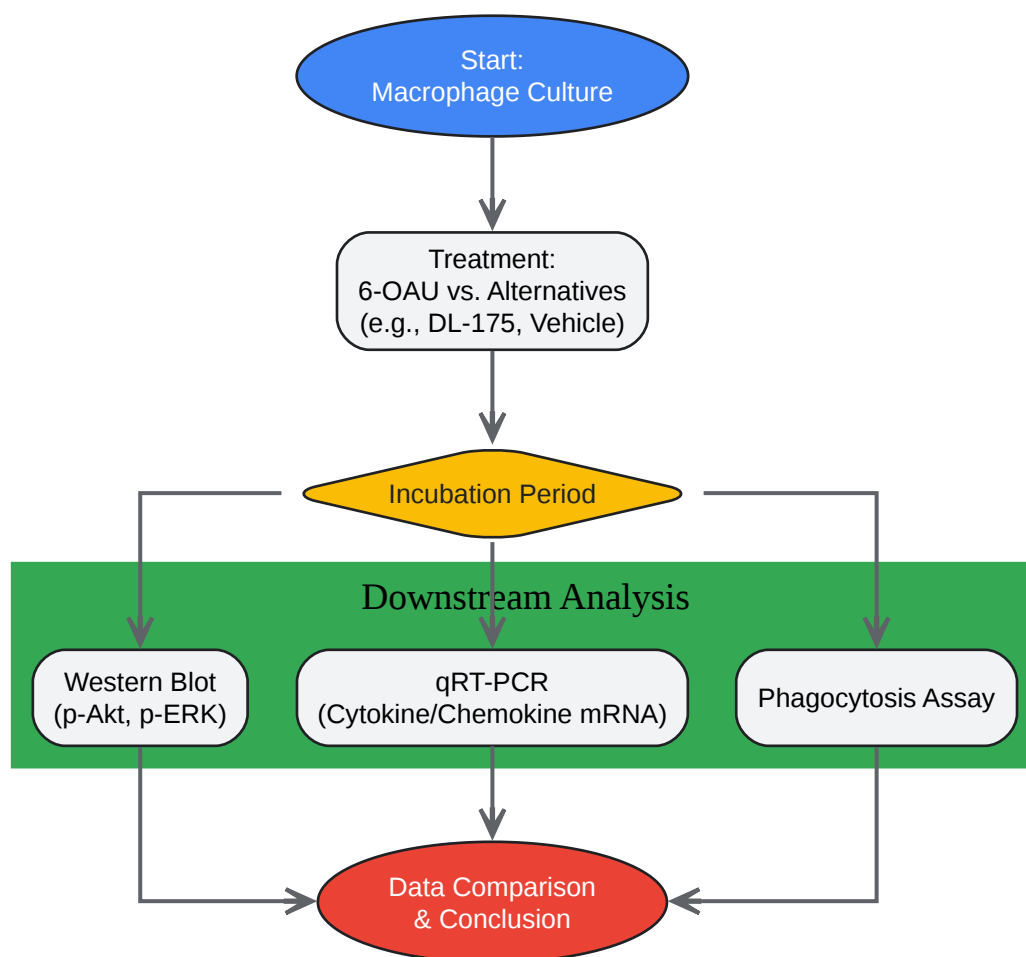 Start:
Macrophage Culture
Treatment:
6-OAU vs. Alternatives
(e.g., DL-175, Vehicle)
Incubation Period
Downstream Analysis
Western Blot
(p-Akt, p-ERK)
qRT-PCR
(Cytokine/Chemokine mRNA)
Phagocytosis Assay
Data Comparison
& Conclusion